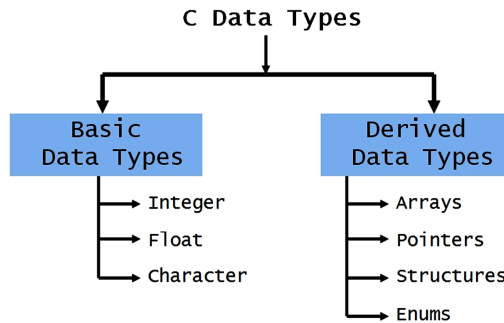 C Data Types
Basic
Data Types
Integer
Float
Character
Derived
Data Types
Arrays
Pointers
Structures
Enums